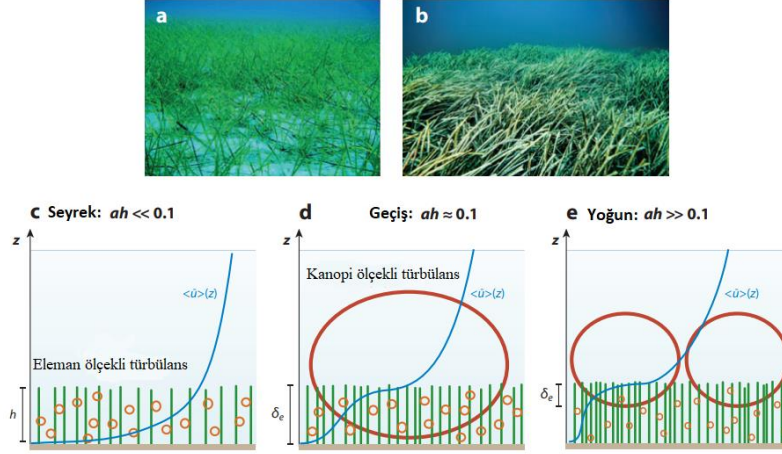 a
b
c Seyrek: ah << 0.1
z
<û>(z)
Eleman ölçekli türbülans
h
d Geçiş: ah ≈ 0.1
z
Kanopi ölçekli türbülans
<û>(z)
δₑ
e Yoğun: ah >> 0.1
z
<û>(z)
δₑ